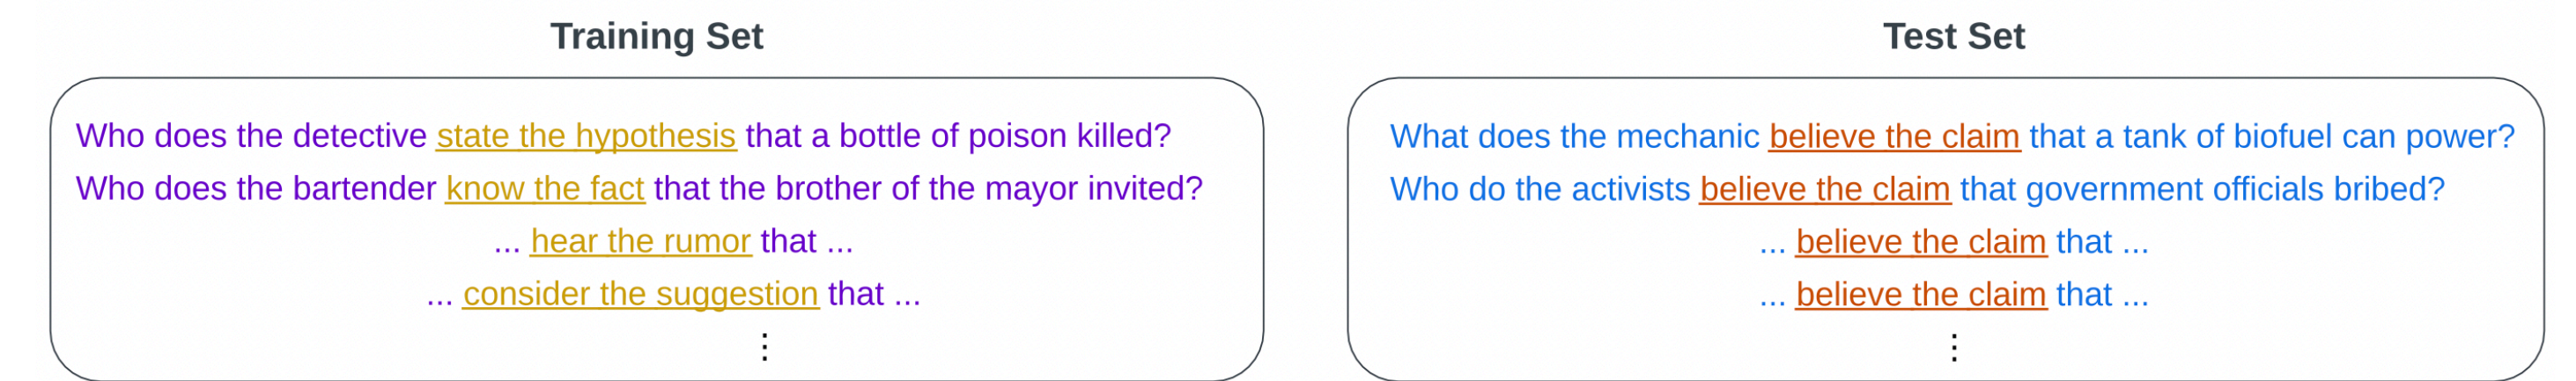 Training Set
Who does the detective state the hypothesis that a bottle of poison killed?
Who does the bartender know the fact that the brother of the mayor invited?
... hear the rumor that ...
... consider the suggestion that ...
⋮
Test Set
What does the mechanic believe the claim that a tank of biofuel can power?
Who do the activists believe the claim that government officials bribed?
... believe the claim that ...
... believe the claim that ...
⋮